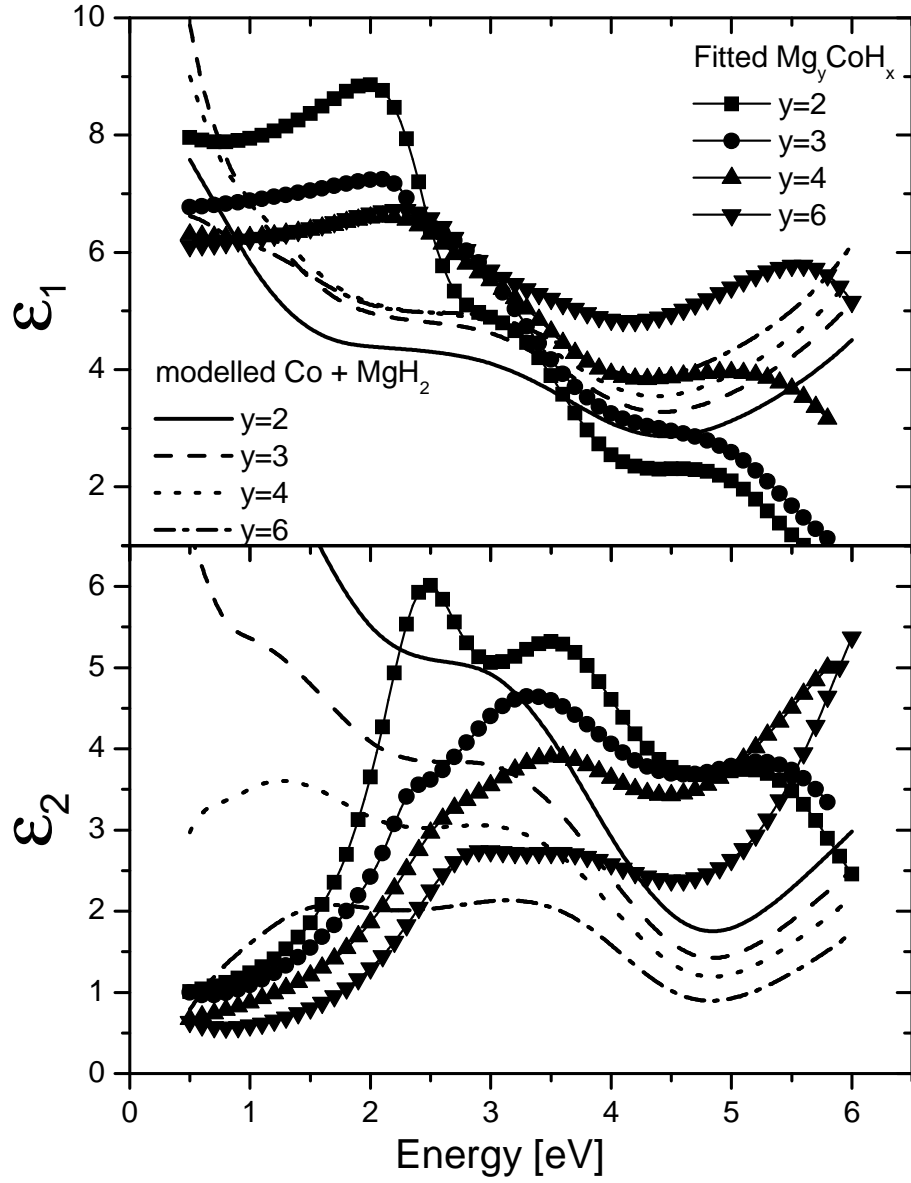 10
8
6
4
2
ε₁
Fitted MgyCoHx
y=2
y=3
y=4
y=6
modelled Co + MgH₂
y=2
y=3
y=4
y=6
6
5
4
3
2
1
0
ε₂
0 1 2 3 4 5 6
Energy [eV]